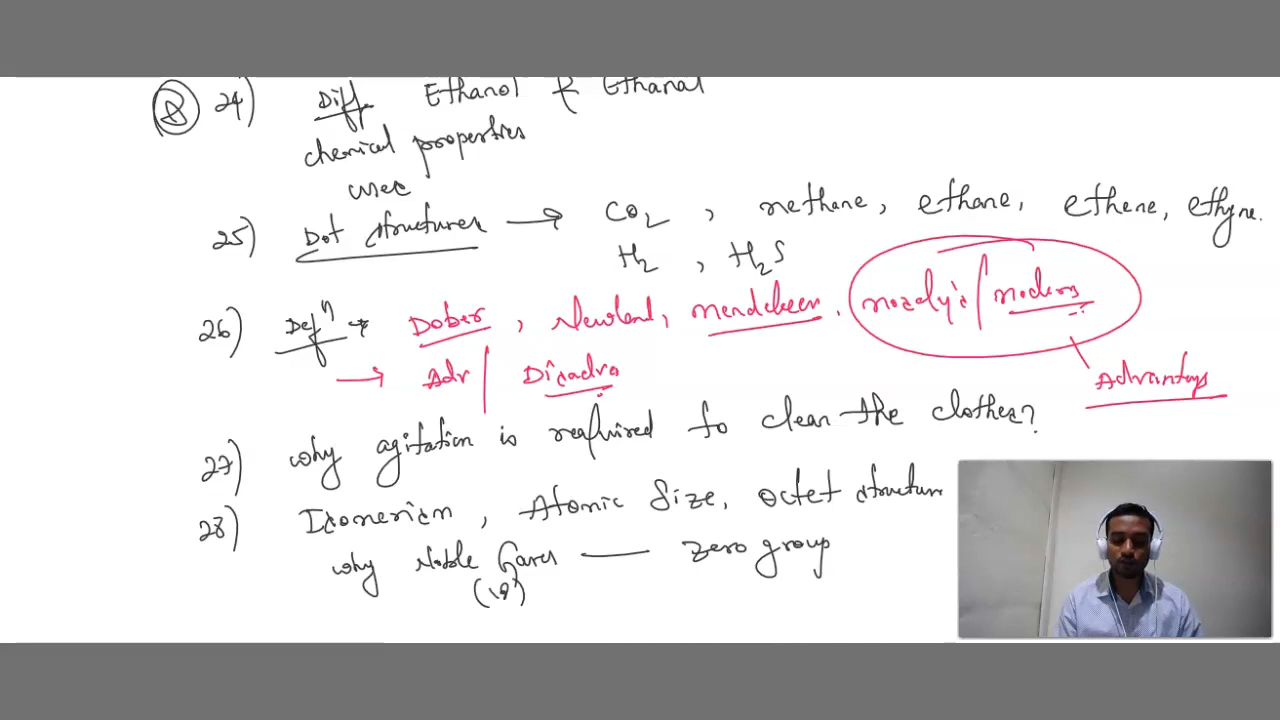 24) Diff Ethanol & Ethanal
chemical properties
uses
25) Dot structures → CO2, methane, ethane, ethene, ethyne.
H2, H2S
26) Defn → Dober, Newland, Mendeleev. Mosely's / modern
→ Adv / Disadv
Advantages
27) why agitation is required to clean the clothes?
28) Isomerism, Atomic Size, octet structure
why Noble Gases — zero group
(18)